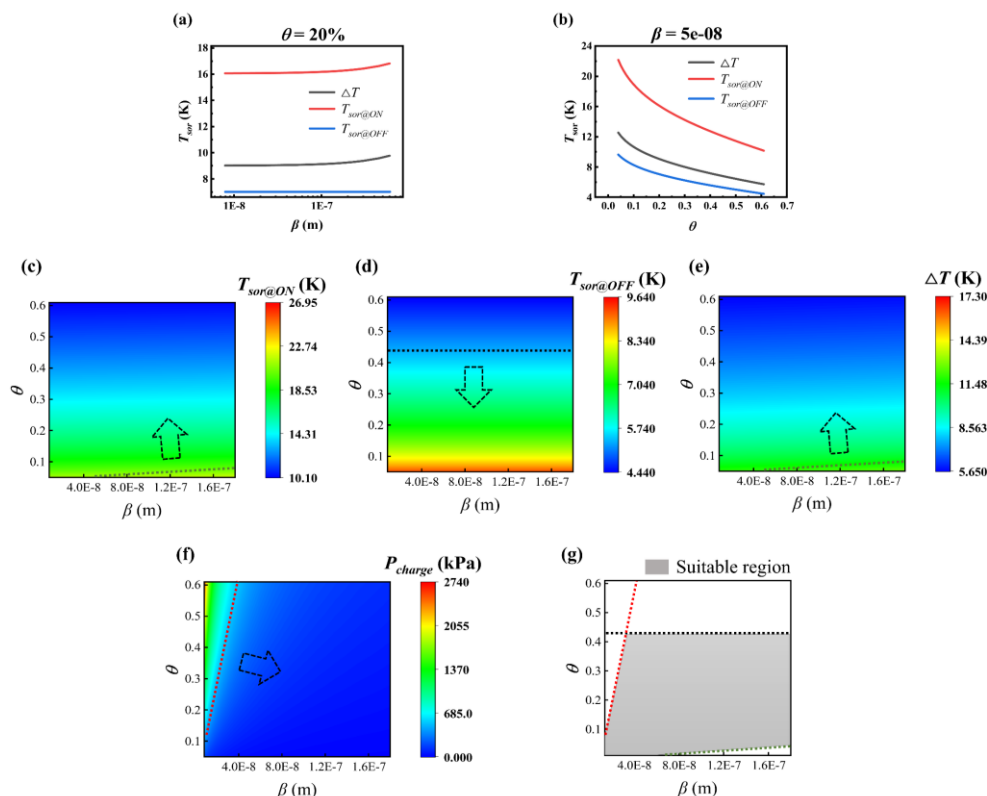 (a)
θ = 20%
18
16
14
12
10
8
T_sor (K)
△T
T_sor@ON
T_sor@OFF
1E-8
1E-7
β (m)
(b)
β = 5e-08
24
20
16
12
8
4
T_sor (K)
△T
T_sor@ON
T_sor@OFF
0.0 0.1 0.2 0.3 0.4 0.5 0.6 0.7
θ
(c)
T_sor@ON (K)
0.6
0.5
0.4
0.3
0.2
0.1
θ
26.95
22.74
18.53
14.31
10.10
4.0E-8 8.0E-8 1.2E-7 1.6E-7
β (m)
(d)
T_sor@OFF (K)
0.6
0.5
0.4
0.3
0.2
0.1
θ
9.640
8.340
7.040
5.740
4.440
4.0E-8 8.0E-8 1.2E-7 1.6E-7
β (m)
(e)
△T (K)
0.6
0.5
0.4
0.3
0.2
0.1
θ
17.30
14.39
11.48
8.563
5.650
4.0E-8 8.0E-8 1.2E-7 1.6E-7
β (m)
(f)
P_charge (kPa)
0.6
0.5
0.4
0.3
0.2
0.1
θ
2740
2055
1370
685.0
0.000
4.0E-8 8.0E-8 1.2E-7 1.6E-7
β (m)
(g)
Suitable region
0.6
0.5
0.4
0.3
0.2
0.1
θ
4.0E-8 8.0E-8 1.2E-7 1.6E-7
β (m)